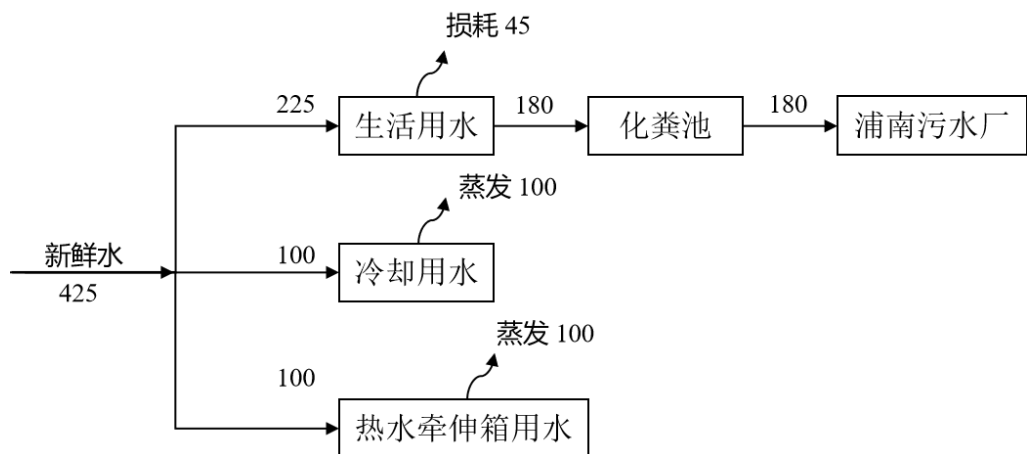 损耗 45
225
生活用水
180
化粪池
180
浦南污水厂
蒸发 100
新鲜水
425
100
冷却用水
蒸发 100
100
热水牵伸箱用水